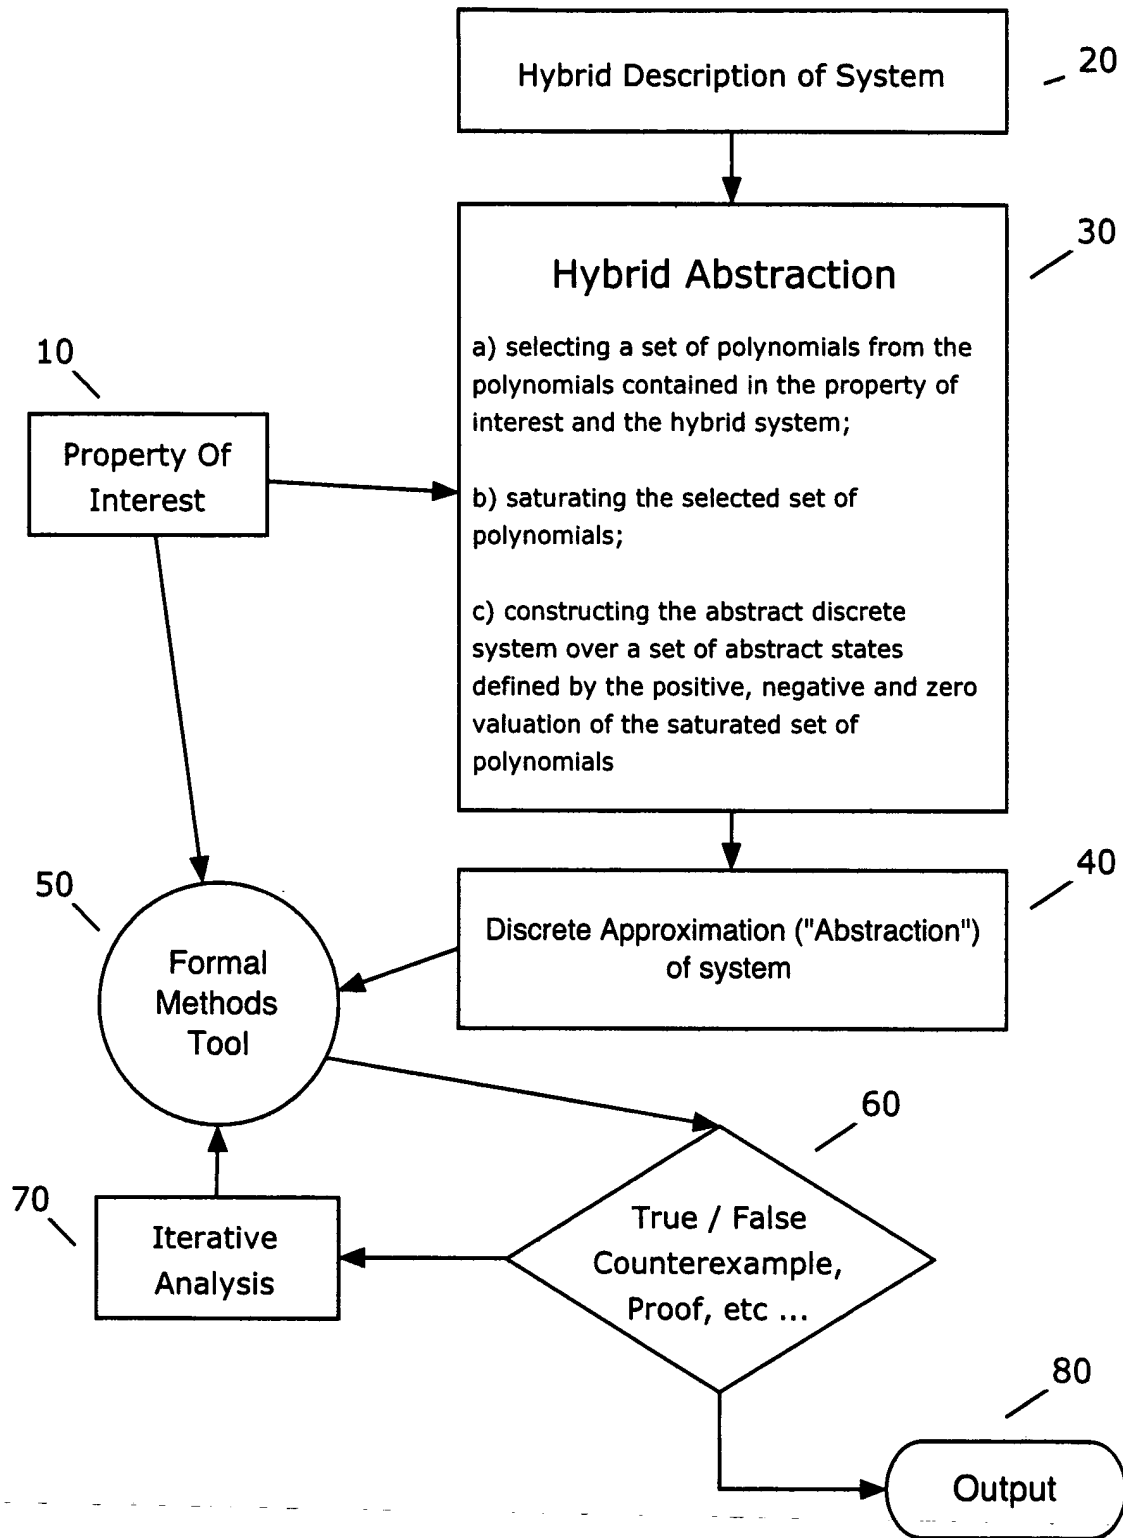 Hybrid Description of System
20
Hybrid Abstraction
30
a) selecting a set of polynomials from the
polynomials contained in the property of
interest and the hybrid system;
b) saturating the selected set of
polynomials;
c) constructing the abstract discrete
system over a set of abstract states
defined by the positive, negative and zero
valuation of the saturated set of
polynomials
10
Property Of
Interest
40
Discrete Approximation ("Abstraction")
of system
50
Formal
Methods
Tool
60
True / False
Counterexample,
Proof, etc ...
70
Iterative
Analysis
80
Output